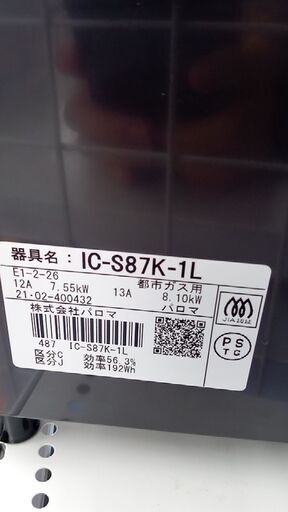 器具名：IC-S87K-1L
E1-2-26 都市ガス用
12A 7.55kW 13A 8.10kW
21・02-400432 パロマ
株式会社パロマ
487 IC-S87K-1L
区分C 効率56.3%
区分J 効率192Wh
JIA
PS
TG